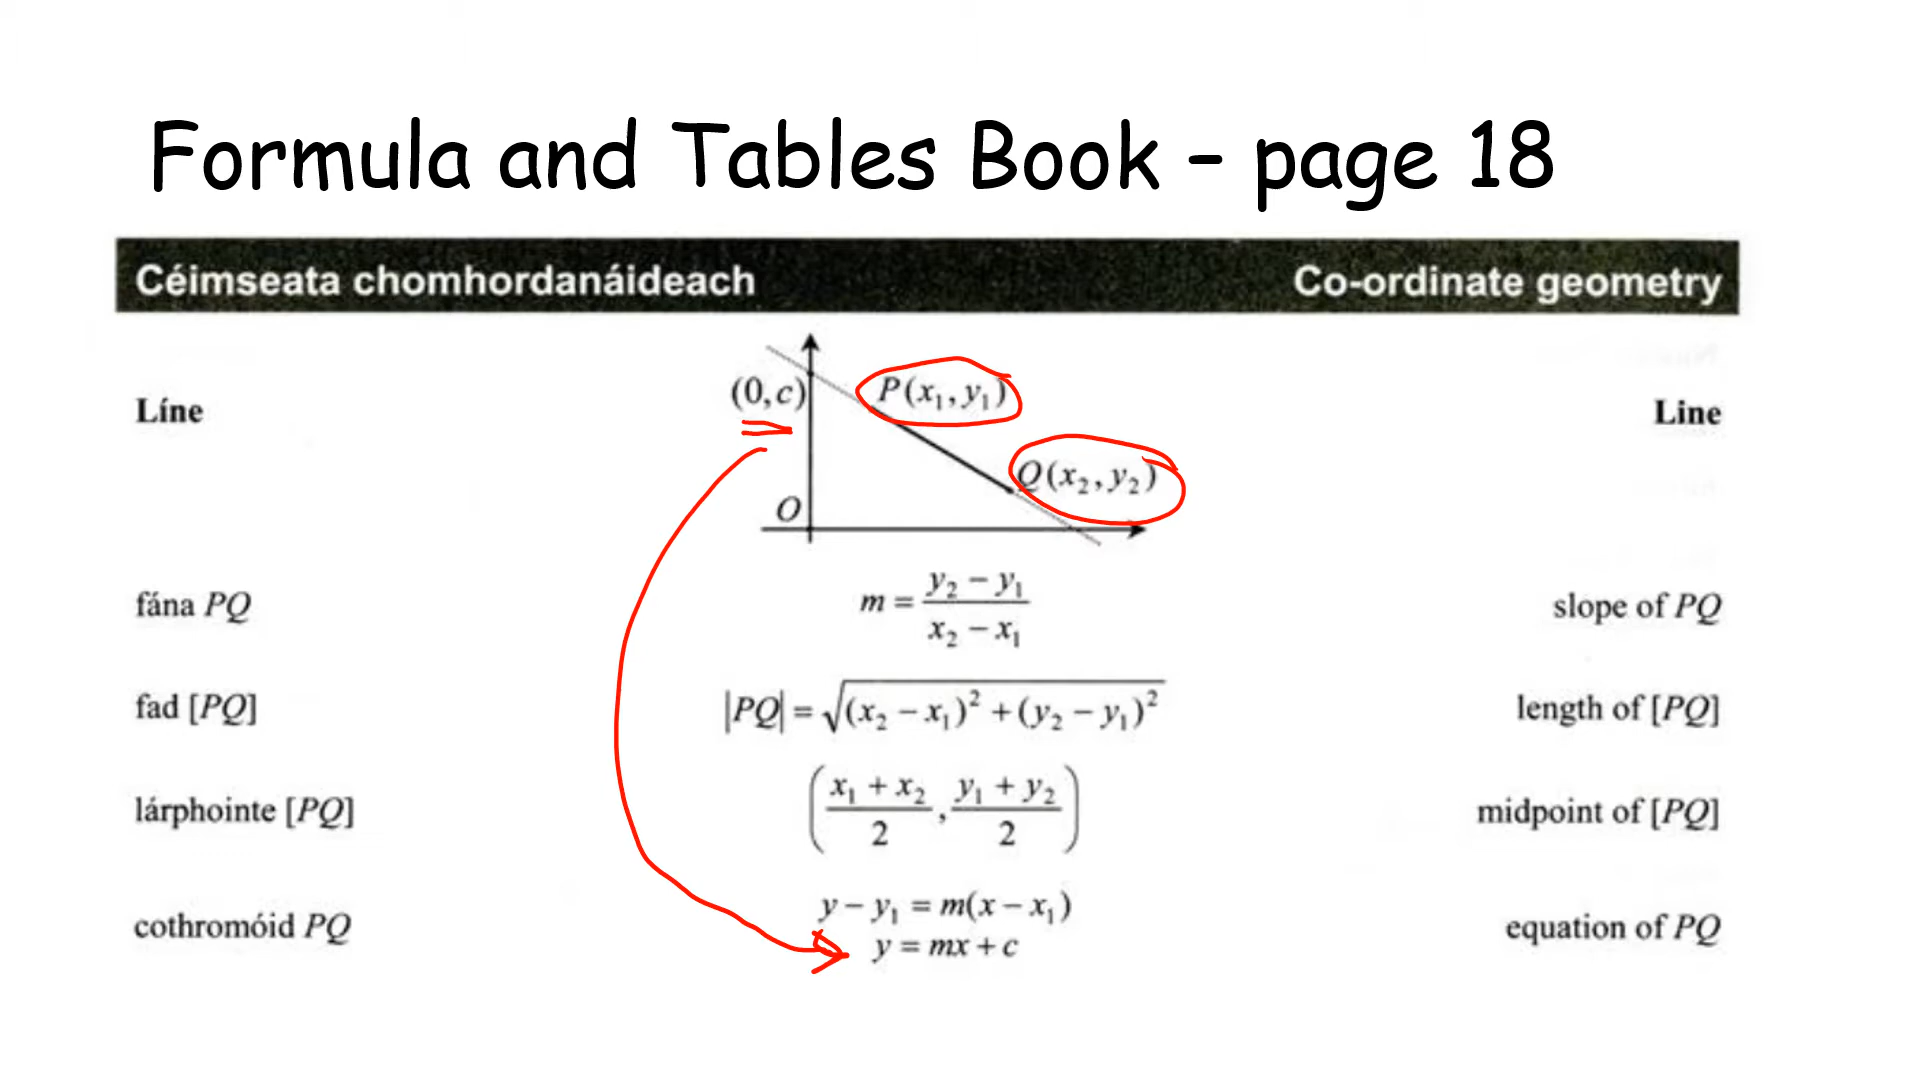 Formula and Tables Book – page 18
Céimseata chomhordanáideach Co-ordinate geometry
(0, c) P(x₁, y₁)
Líne Line
Q(x₂, y₂)
O
fána PQ m = (y₂ − y₁)/(x₂ − x₁) slope of PQ
fad [PQ] |PQ| = √((x₂ − x₁)² + (y₂ − y₁)²) length of [PQ]
lárphointe [PQ] ((x₁ + x₂)/2, (y₁ + y₂)/2) midpoint of [PQ]
y − y₁ = m(x − x₁)
cothromóid PQ equation of PQ
y = mx + c